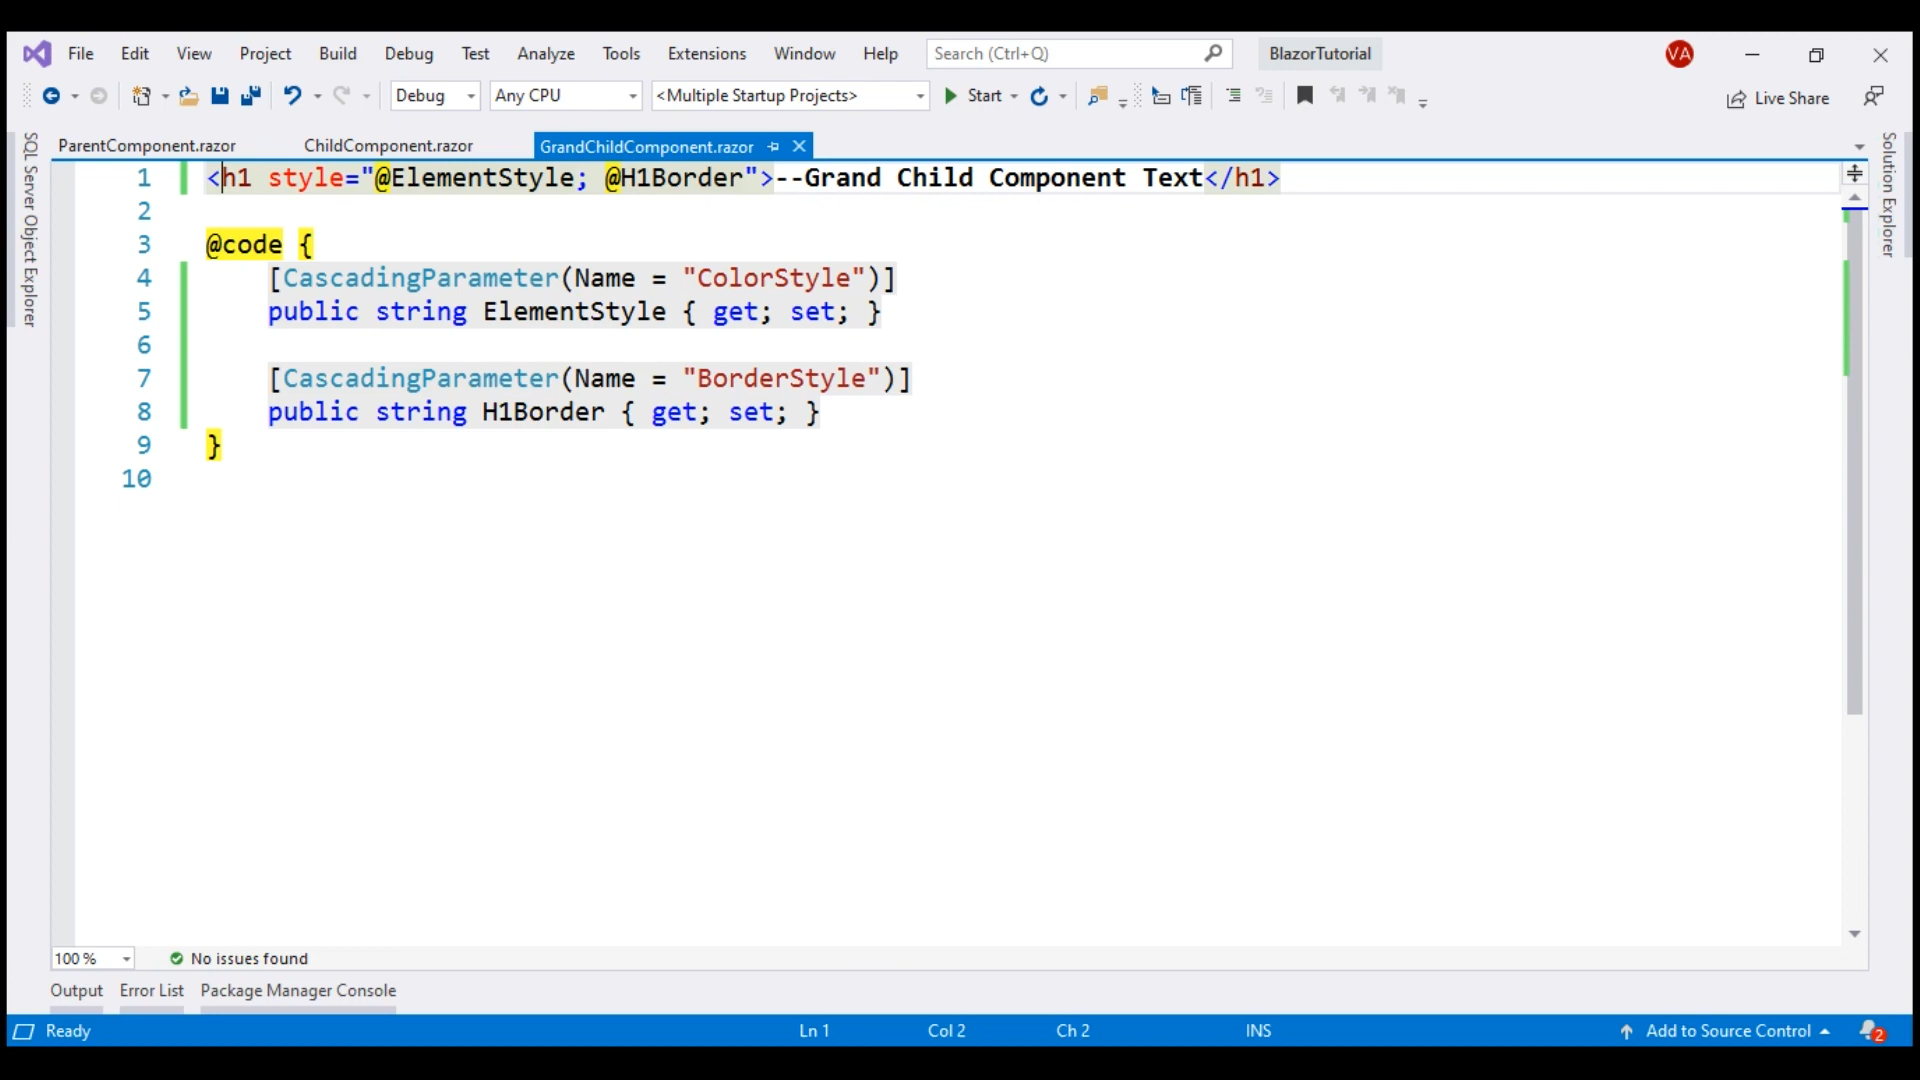 File Edit View Project Build Debug Test Analyze Tools Extensions Window Help Search (Ctrl+Q) BlazorTutorial VA
Debug Any CPU <Multiple Startup Projects> Start Live Share
SQL Server Object Explorer
ParentComponent.razor ChildComponent.razor GrandChildComponent.razor
Solution Explorer
1 <h1 style="@ElementStyle; @H1Border">--Grand Child Component Text</h1>
2
3 @code {
4 [CascadingParameter(Name = "ColorStyle")]
5 public string ElementStyle { get; set; }
6
7 [CascadingParameter(Name = "BorderStyle")]
8 public string H1Border { get; set; }
9 }
10
100 % No issues found
Output Error List Package Manager Console
Ready Ln 1 Col 2 Ch 2 INS Add to Source Control 2